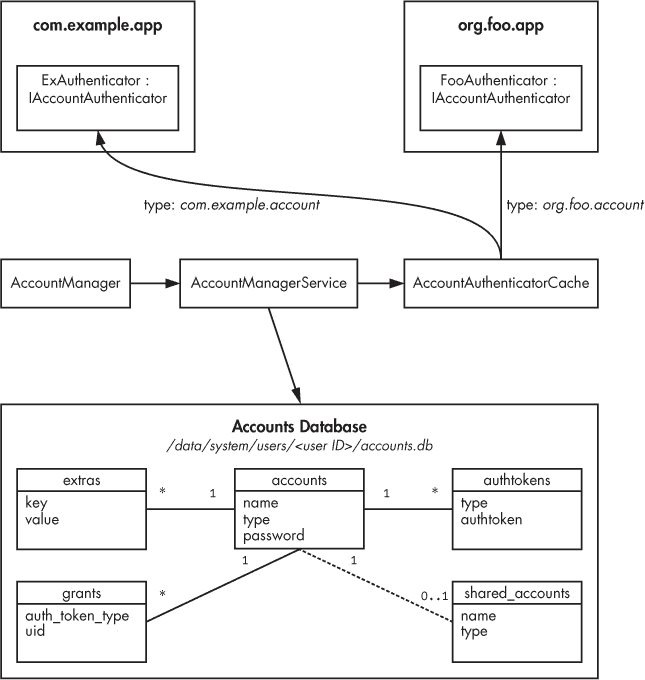 com.example.app
ExAuthenticator :
IAccountAuthenticator
org.foo.app
FooAuthenticator :
IAccountAuthenticator
type: com.example.account
type: org.foo.account
AccountManager
AccountManagerService
AccountAuthenticatorCache
Accounts Database
/data/system/users/<user ID>/accounts.db
extras
key
value
*
1
accounts
name
type
password
1
*
authtokens
type
authtoken
1
1
grants
auth_token_type
uid
*
0..1
shared_accounts
name
type